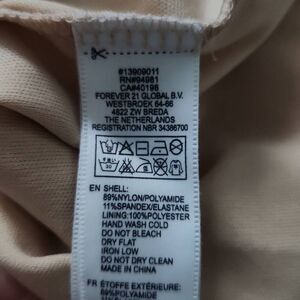 #13909011
RN#94981
CA#40198
FOREVER 21 GLOBAL B.V.
WESTBROEK 64-66
4822 ZW BREDA
THE NETHERLANDS
REGISTRATION NBR 34386700
EN SHELL:
89%NYLON/POLYAMIDE
11%SPANDEX/ELASTANE
LINING:100%POLYESTER
HAND WASH COLD
DO NOT BLEACH
DRY FLAT
IRON LOW
DO NOT DRYCLEAN
MADE IN CHINA
FR ÉTOFFE EXTÉRIEURE:
89%NYLON/POLYAMIDE